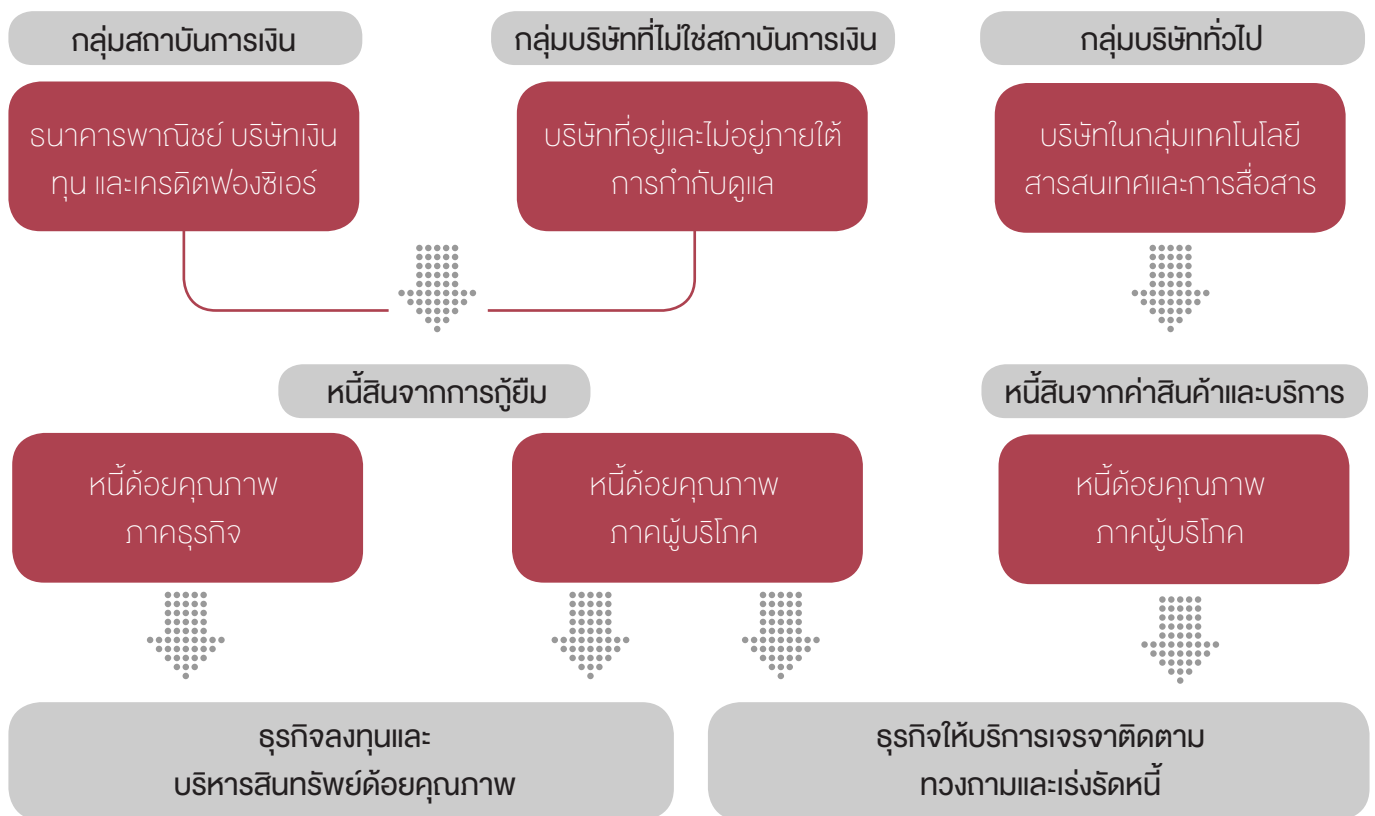 กลุ่มสถาบันการเงิน
กลุ่มบริษัทที่ไม่ใช่สถาบันการเงิน
กลุ่มบริษัททั่วไป
ธนาคารพาณิชย์ บริษัทเงิน
ทุน และเครดิตฟองซิเอร์
บริษัทที่อยู่และไม่อยู่ภายใต้
การกำกับดูแล
บริษัทในกลุ่มเทคโนโลยี
สารสนเทศและการสื่อสาร
หนี้สินจากการกู้ยืม
หนี้สินจากค่าสินค้าและบริการ
หนี้ด้อยคุณภาพ
ภาคธุรกิจ
หนี้ด้อยคุณภาพ
ภาคผู้บริโภค
หนี้ด้อยคุณภาพ
ภาคผู้บริโภค
ธุรกิจลงทุนและ
บริหารสินทรัพย์ด้อยคุณภาพ
ธุรกิจให้บริการเจรจาติดตาม
ทวงถามและเร่งรัดหนี้